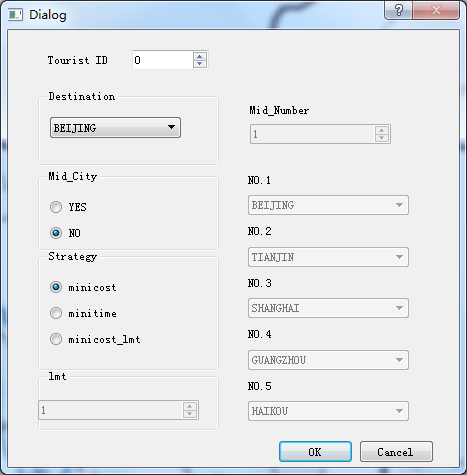 Dialog
Tourist ID
0
Destination
BEIJING
Mid_City
YES
NO
Strategy
minicost
minitime
minicost_lmt
lmt
1
Mid_Number
1
NO.1
BEIJING
NO.2
TIANJIN
NO.3
SHANGHAI
NO.4
GUANGZHOU
NO.5
HAIKOU
OK
Cancel